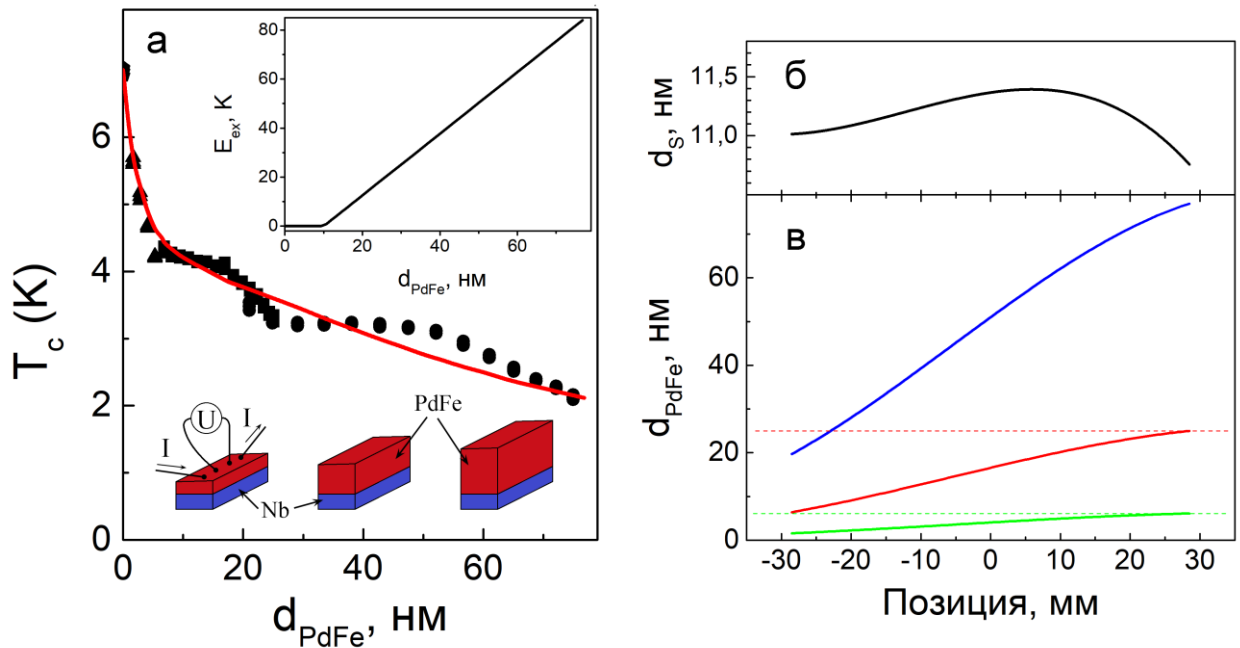 а
80
60
40
20
0
E_ex, K
0 20 40 60
d_PdFe, нм
6
4
2
0
T_c (K)
U
I
I
PdFe
Nb
0 20 40 60
d_PdFe, нм
б
11,5
11,0
d_S, нм
в
60
40
20
0
d_PdFe, нм
-30 -20 -10 0 10 20 30
Позиция, мм